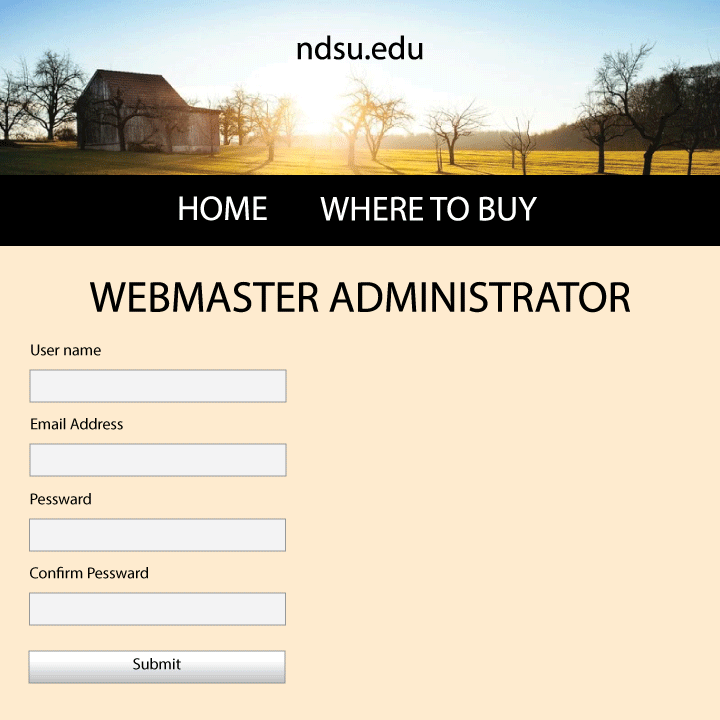 ndsu.edu
HOME WHERE TO BUY
WEBMASTER ADMINISTRATOR
User name
Email Address
Pessward
Confirm Pessward
Submit